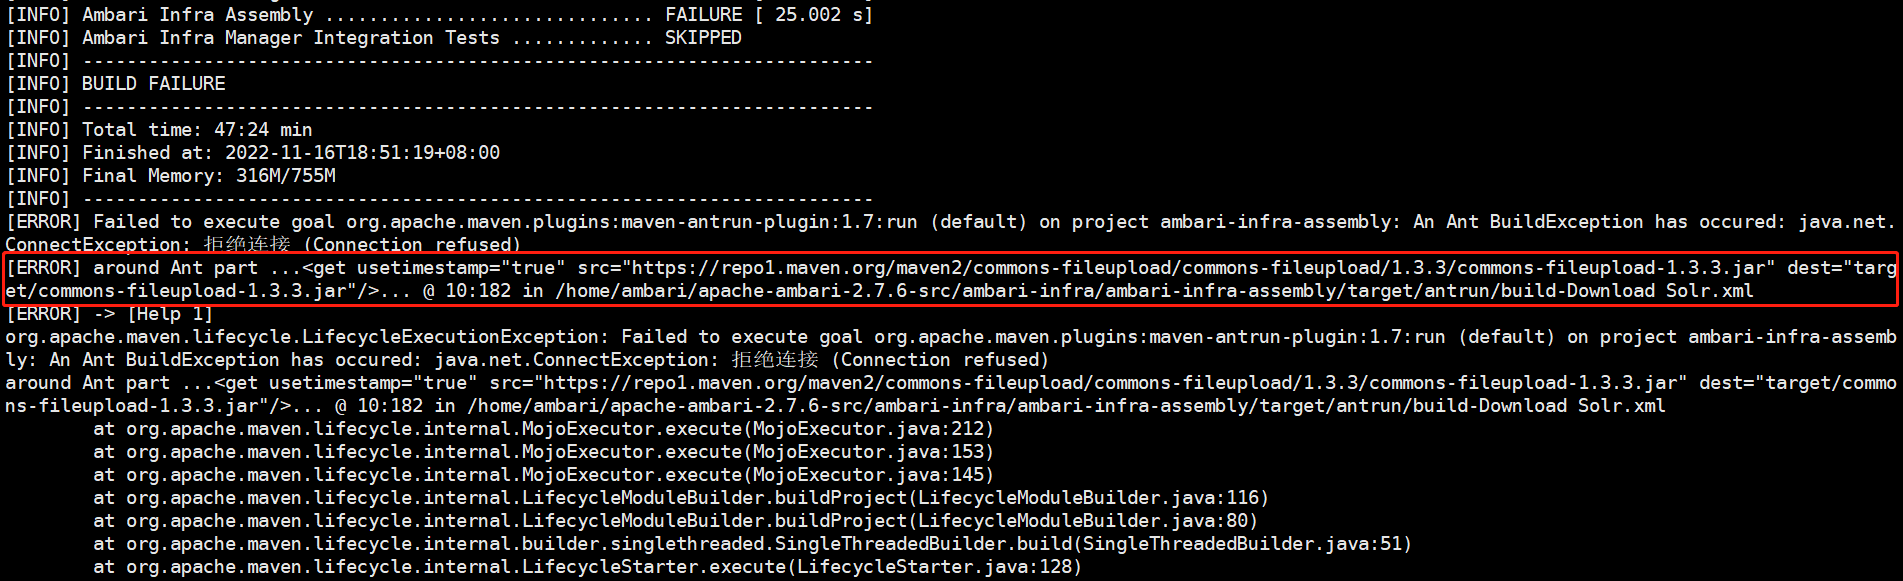 [INFO] Ambari Infra Assembly .............................. FAILURE [ 25.002 s]
[INFO] Ambari Infra Manager Integration Tests ............. SKIPPED
[INFO] ------------------------------------------------------------------------
[INFO] BUILD FAILURE
[INFO] ------------------------------------------------------------------------
[INFO] Total time: 47:24 min
[INFO] Finished at: 2022-11-16T18:51:19+08:00
[INFO] Final Memory: 316M/755M
[INFO] ------------------------------------------------------------------------
[ERROR] Failed to execute goal org.apache.maven.plugins:maven-antrun-plugin:1.7:run (default) on project ambari-infra-assembly: An Ant BuildException has occured: java.net.
ConnectException: 拒绝连接 (Connection refused)
[ERROR] around Ant part ...<get usetimestamp="true" src="https://repo1.maven.org/maven2/commons-fileupload/commons-fileupload/1.3.3/commons-fileupload-1.3.3.jar" dest="targ
et/commons-fileupload-1.3.3.jar"/>... @ 10:182 in /home/ambari/apache-ambari-2.7.6-src/ambari-infra/ambari-infra-assembly/target/antrun/build-Download Solr.xml
[ERROR] -> [Help 1]
org.apache.maven.lifecycle.LifecycleExecutionException: Failed to execute goal org.apache.maven.plugins:maven-antrun-plugin:1.7:run (default) on project ambari-infra-assemb
ly: An Ant BuildException has occured: java.net.ConnectException: 拒绝连接 (Connection refused)
around Ant part ...<get usetimestamp="true" src="https://repo1.maven.org/maven2/commons-fileupload/commons-fileupload/1.3.3/commons-fileupload-1.3.3.jar" dest="target/commo
ns-fileupload-1.3.3.jar"/>... @ 10:182 in /home/ambari/apache-ambari-2.7.6-src/ambari-infra/ambari-infra-assembly/target/antrun/build-Download Solr.xml
at org.apache.maven.lifecycle.internal.MojoExecutor.execute(MojoExecutor.java:212)
at org.apache.maven.lifecycle.internal.MojoExecutor.execute(MojoExecutor.java:153)
at org.apache.maven.lifecycle.internal.MojoExecutor.execute(MojoExecutor.java:145)
at org.apache.maven.lifecycle.internal.LifecycleModuleBuilder.buildProject(LifecycleModuleBuilder.java:116)
at org.apache.maven.lifecycle.internal.LifecycleModuleBuilder.buildProject(LifecycleModuleBuilder.java:80)
at org.apache.maven.lifecycle.internal.builder.singlethreaded.SingleThreadedBuilder.build(SingleThreadedBuilder.java:51)
at org.apache.maven.lifecycle.internal.LifecycleStarter.execute(LifecycleStarter.java:128)